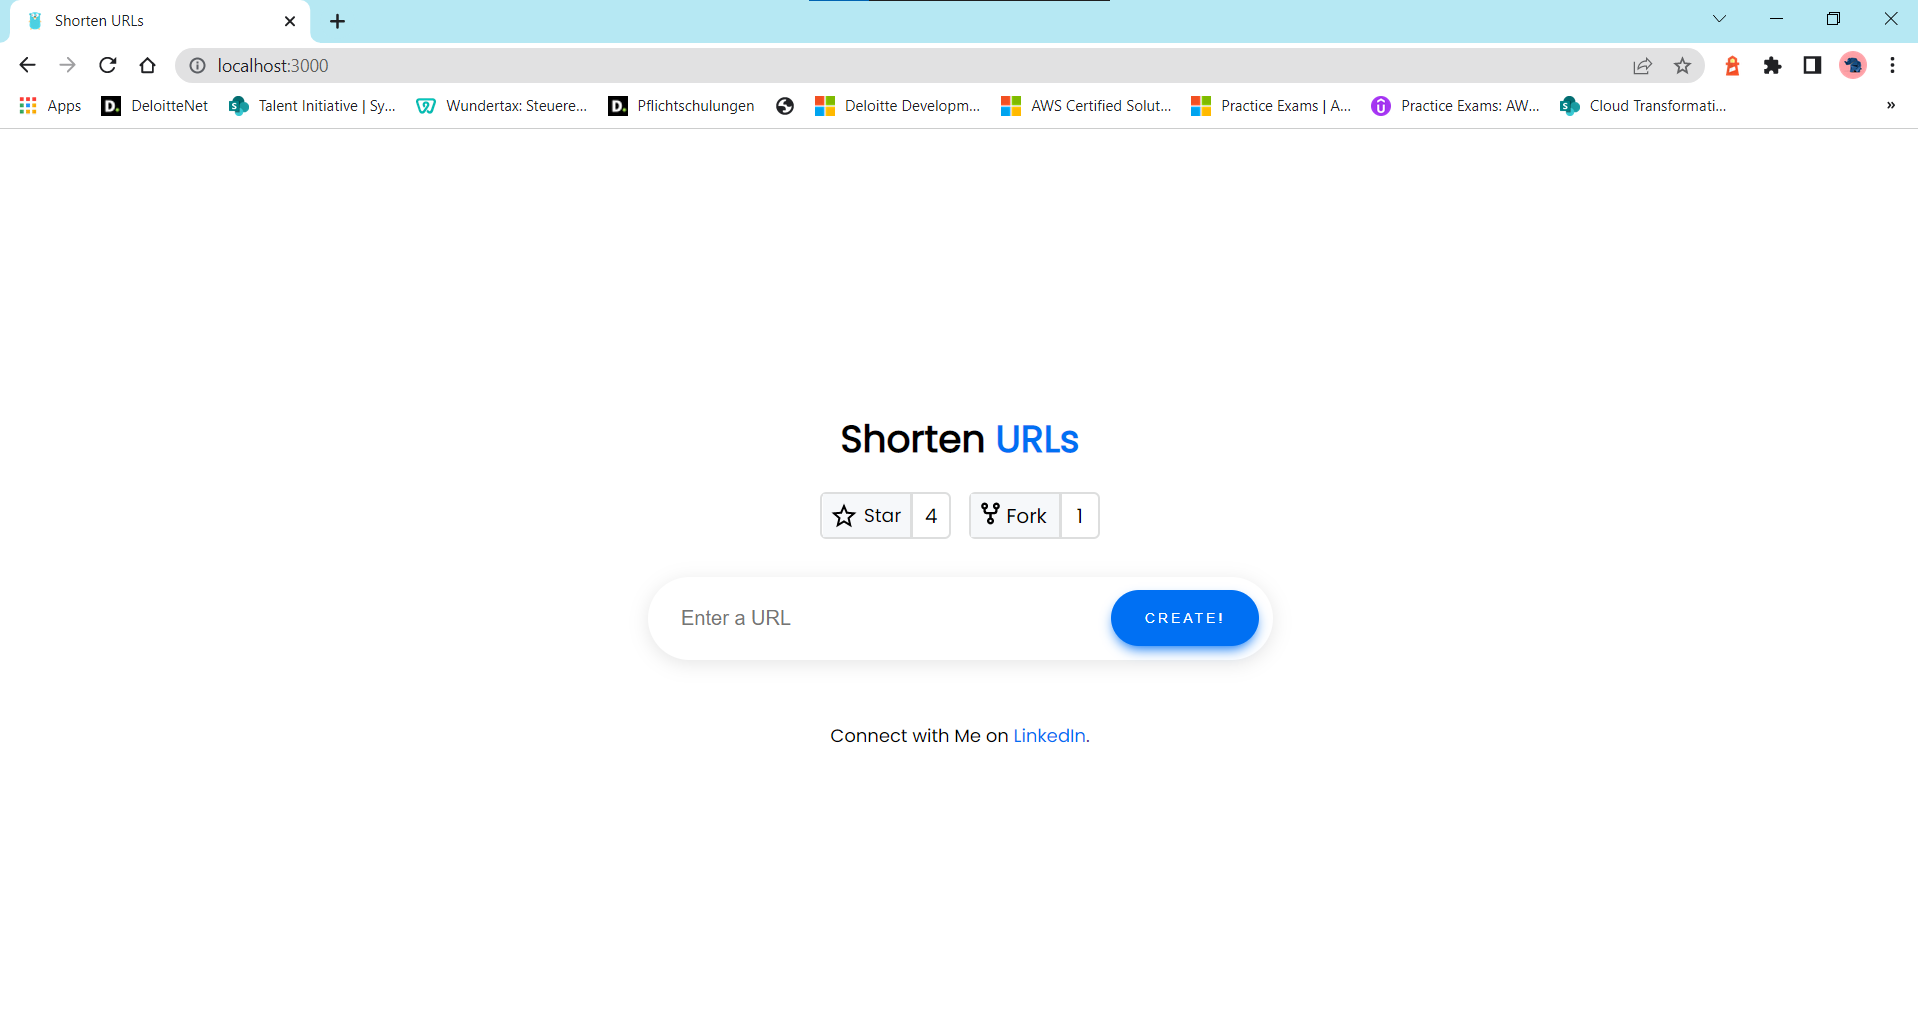 Shorten URLs
localhost:3000
Apps DeloitteNet Talent Initiative | Sy... Wundertax: Steuere... Pflichtschulungen Deloitte Developm... AWS Certified Solut... Practice Exams | A... Practice Exams: AW... Cloud Transformati... »
Shorten URLs
Star 4 Fork 1
Enter a URL CREATE!
Connect with Me on LinkedIn.